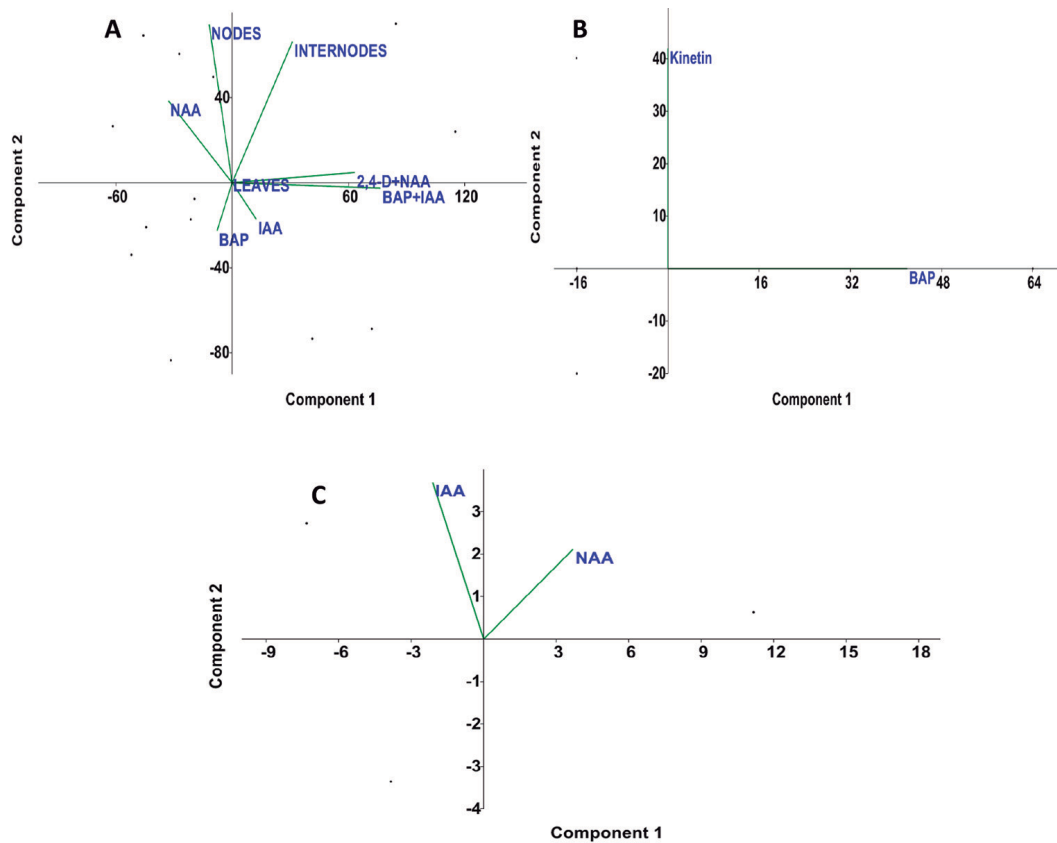 A
NODES
INTERNODES
40
NAA
Component 2
LEAVES
2,4-D+NAA
-60
60
120
BAP+IAA
IAA
BAP
-40
-80
Component 1
B
40
Kinetin
30
20
Component 2
10
-16
16
32
BAP
48
64
-10
-20
Component 1
C
IAA
3
2
NAA
1
Component 2
-9
-6
-3
3
6
9
12
15
18
-1
-2
-3
-4
Component 1